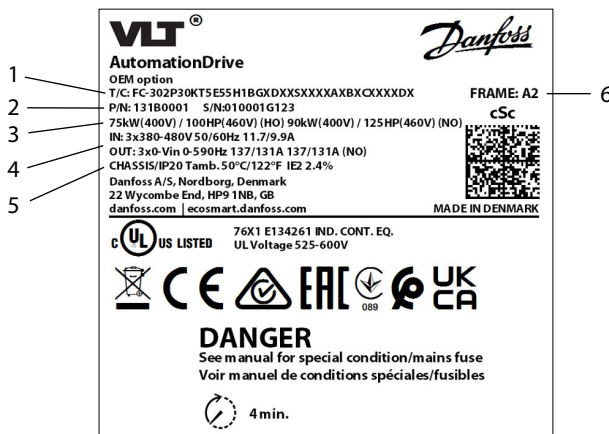 VLT®
Danfoss
AutomationDrive
OEM option
1
T/C: FC-302P30KT5E55H1BGXDXXSXXXXAXBXCXXXXDX
FRAME: A2
6
2
P/N: 131B0001 S/N:010001G123
cSc
3
75kW(400V) / 100HP(460V) (HO) 90kW(400V) / 125HP(460V) (NO)
IN: 3x380-480V 50/60Hz 11.7/9.9A
4
OUT: 3x0-Vin 0-590Hz 137/131A 137/131A (NO)
5
CHASSIS/IP20 Tamb. 50°C/122°F IE2 2.4%
Danfoss A/S, Nordborg, Denmark
22 Wycombe End, HP9 1NB, GB
danfoss.com | ecosmart.danfoss.com
MADE IN DENMARK
c UL US LISTED
76X1 E134261 IND. CONT. EQ.
UL Voltage 525-600V
CE
EAC
089
UK
CA
DANGER
See manual for special condition/mains fuse
Voir manuel de conditions spéciales/fusibles
4 min.